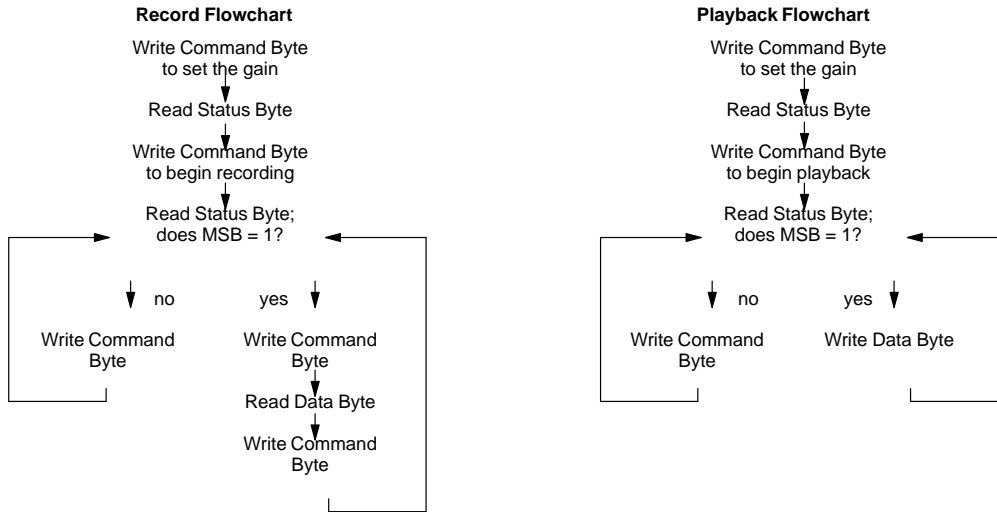 Record Flowchart
Write Command Byte
to set the gain
Read Status Byte
Write Command Byte
to begin recording
Read Status Byte;
does MSB = 1?
no
yes
Write Command
Byte
Write Command
Byte
Read Data Byte
Write Command
Byte
Playback Flowchart
Write Command Byte
to set the gain
Read Status Byte
Write Command Byte
to begin playback
Read Status Byte;
does MSB = 1?
no
yes
Write Command
Byte
Write Data Byte